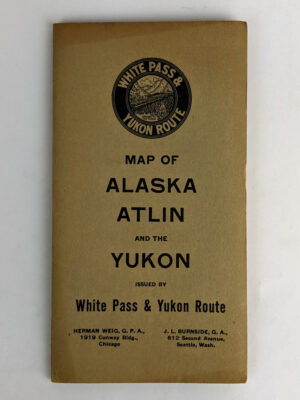 WHITE PASS &
YUKON ROUTE
MAP OF
ALASKA
ATLIN
AND THE
YUKON
ISSUED BY
White Pass & Yukon Route
HERMAN WEIG, G. P. A.,
1919 Conway Bldg.,
Chicago
J. L. BURNSIDE, G. A.,
612 Second Avenue,
Seattle, Wash.